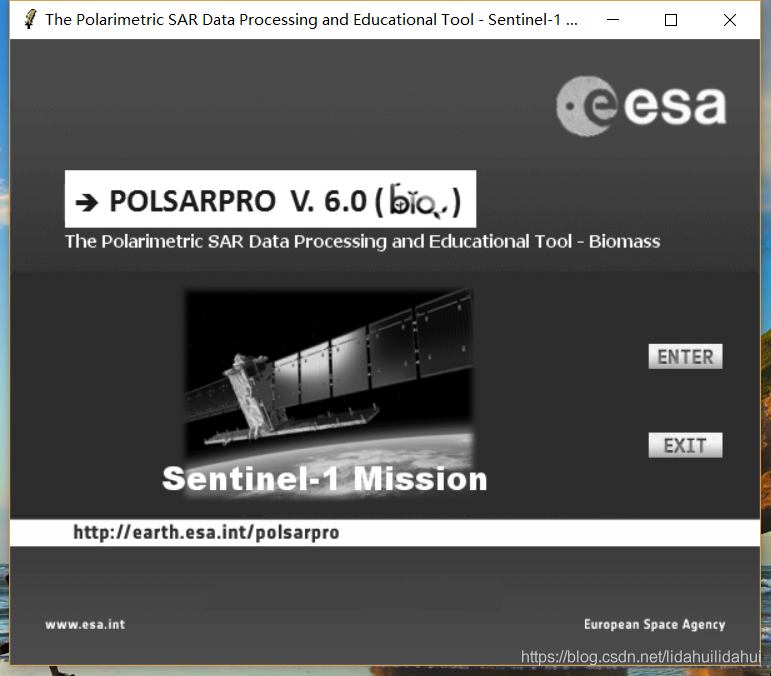 The Polarimetric SAR Data Processing and Educational Tool - Sentinel-1 ...
esa
➔ POLSARPRO V. 6.0 (bio)
The Polarimetric SAR Data Processing and Educational Tool - Biomass
ENTER
EXIT
Sentinel-1 Mission
http://earth.esa.int/polsarpro
www.esa.int
European Space Agency
https://blog.csdn.net/lidahuilidahui